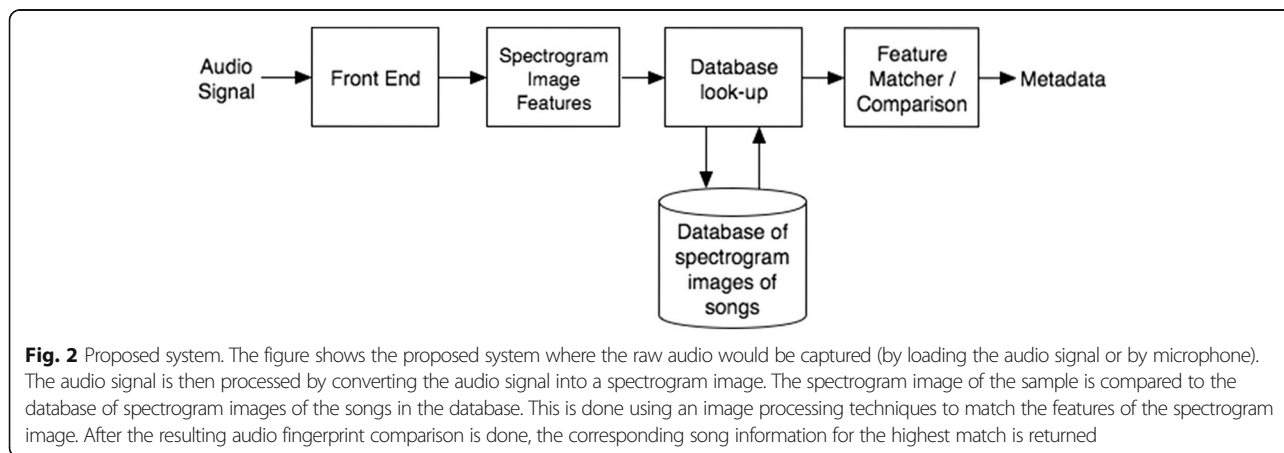 Audio
Signal
Front End
Spectrogram
Image
Features
Database
look-up
Feature
Matcher /
Comparison
Metadata
Database of
spectrogram
images of
songs
Fig. 2 Proposed system. The figure shows the proposed system where the raw audio would be captured (by loading the audio signal or by microphone).
The audio signal is then processed by converting the audio signal into a spectrogram image. The spectrogram image of the sample is compared to the
database of spectrogram images of the songs in the database. This is done using an image processing techniques to match the features of the spectrogram
image. After the resulting audio fingerprint comparison is done, the corresponding song information for the highest match is returned